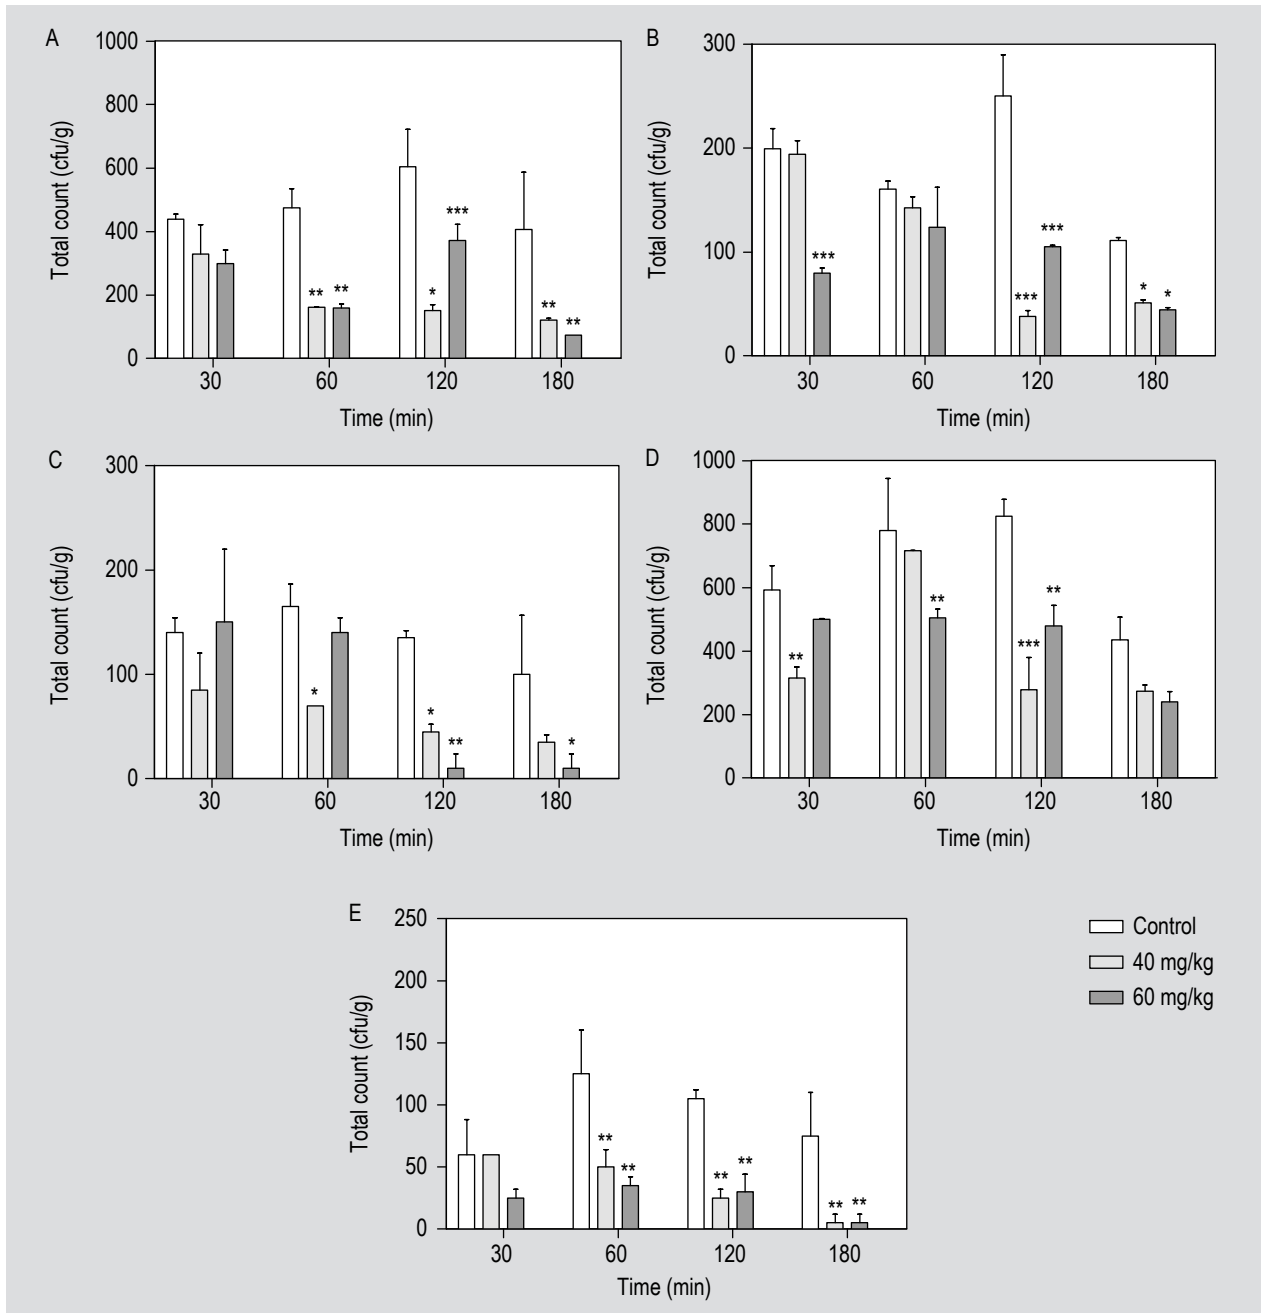 A
1000
800
600
400
200
0
Total count (cfu/g)
** ** * *** ** **
30 60 120 180
Time (min)
B
300
200
100
0
Total count (cfu/g)
*** *** *** * *
30 60 120 180
Time (min)
C
300
200
100
0
Total count (cfu/g)
* * ** *
30 60 120 180
Time (min)
D
1000
800
600
400
200
0
Total count (cfu/g)
** ** *** **
30 60 120 180
Time (min)
E
250
200
150
100
50
0
Total count (cfu/g)
** ** ** ** ** **
30 60 120 180
Time (min)
Control
40 mg/kg
60 mg/kg